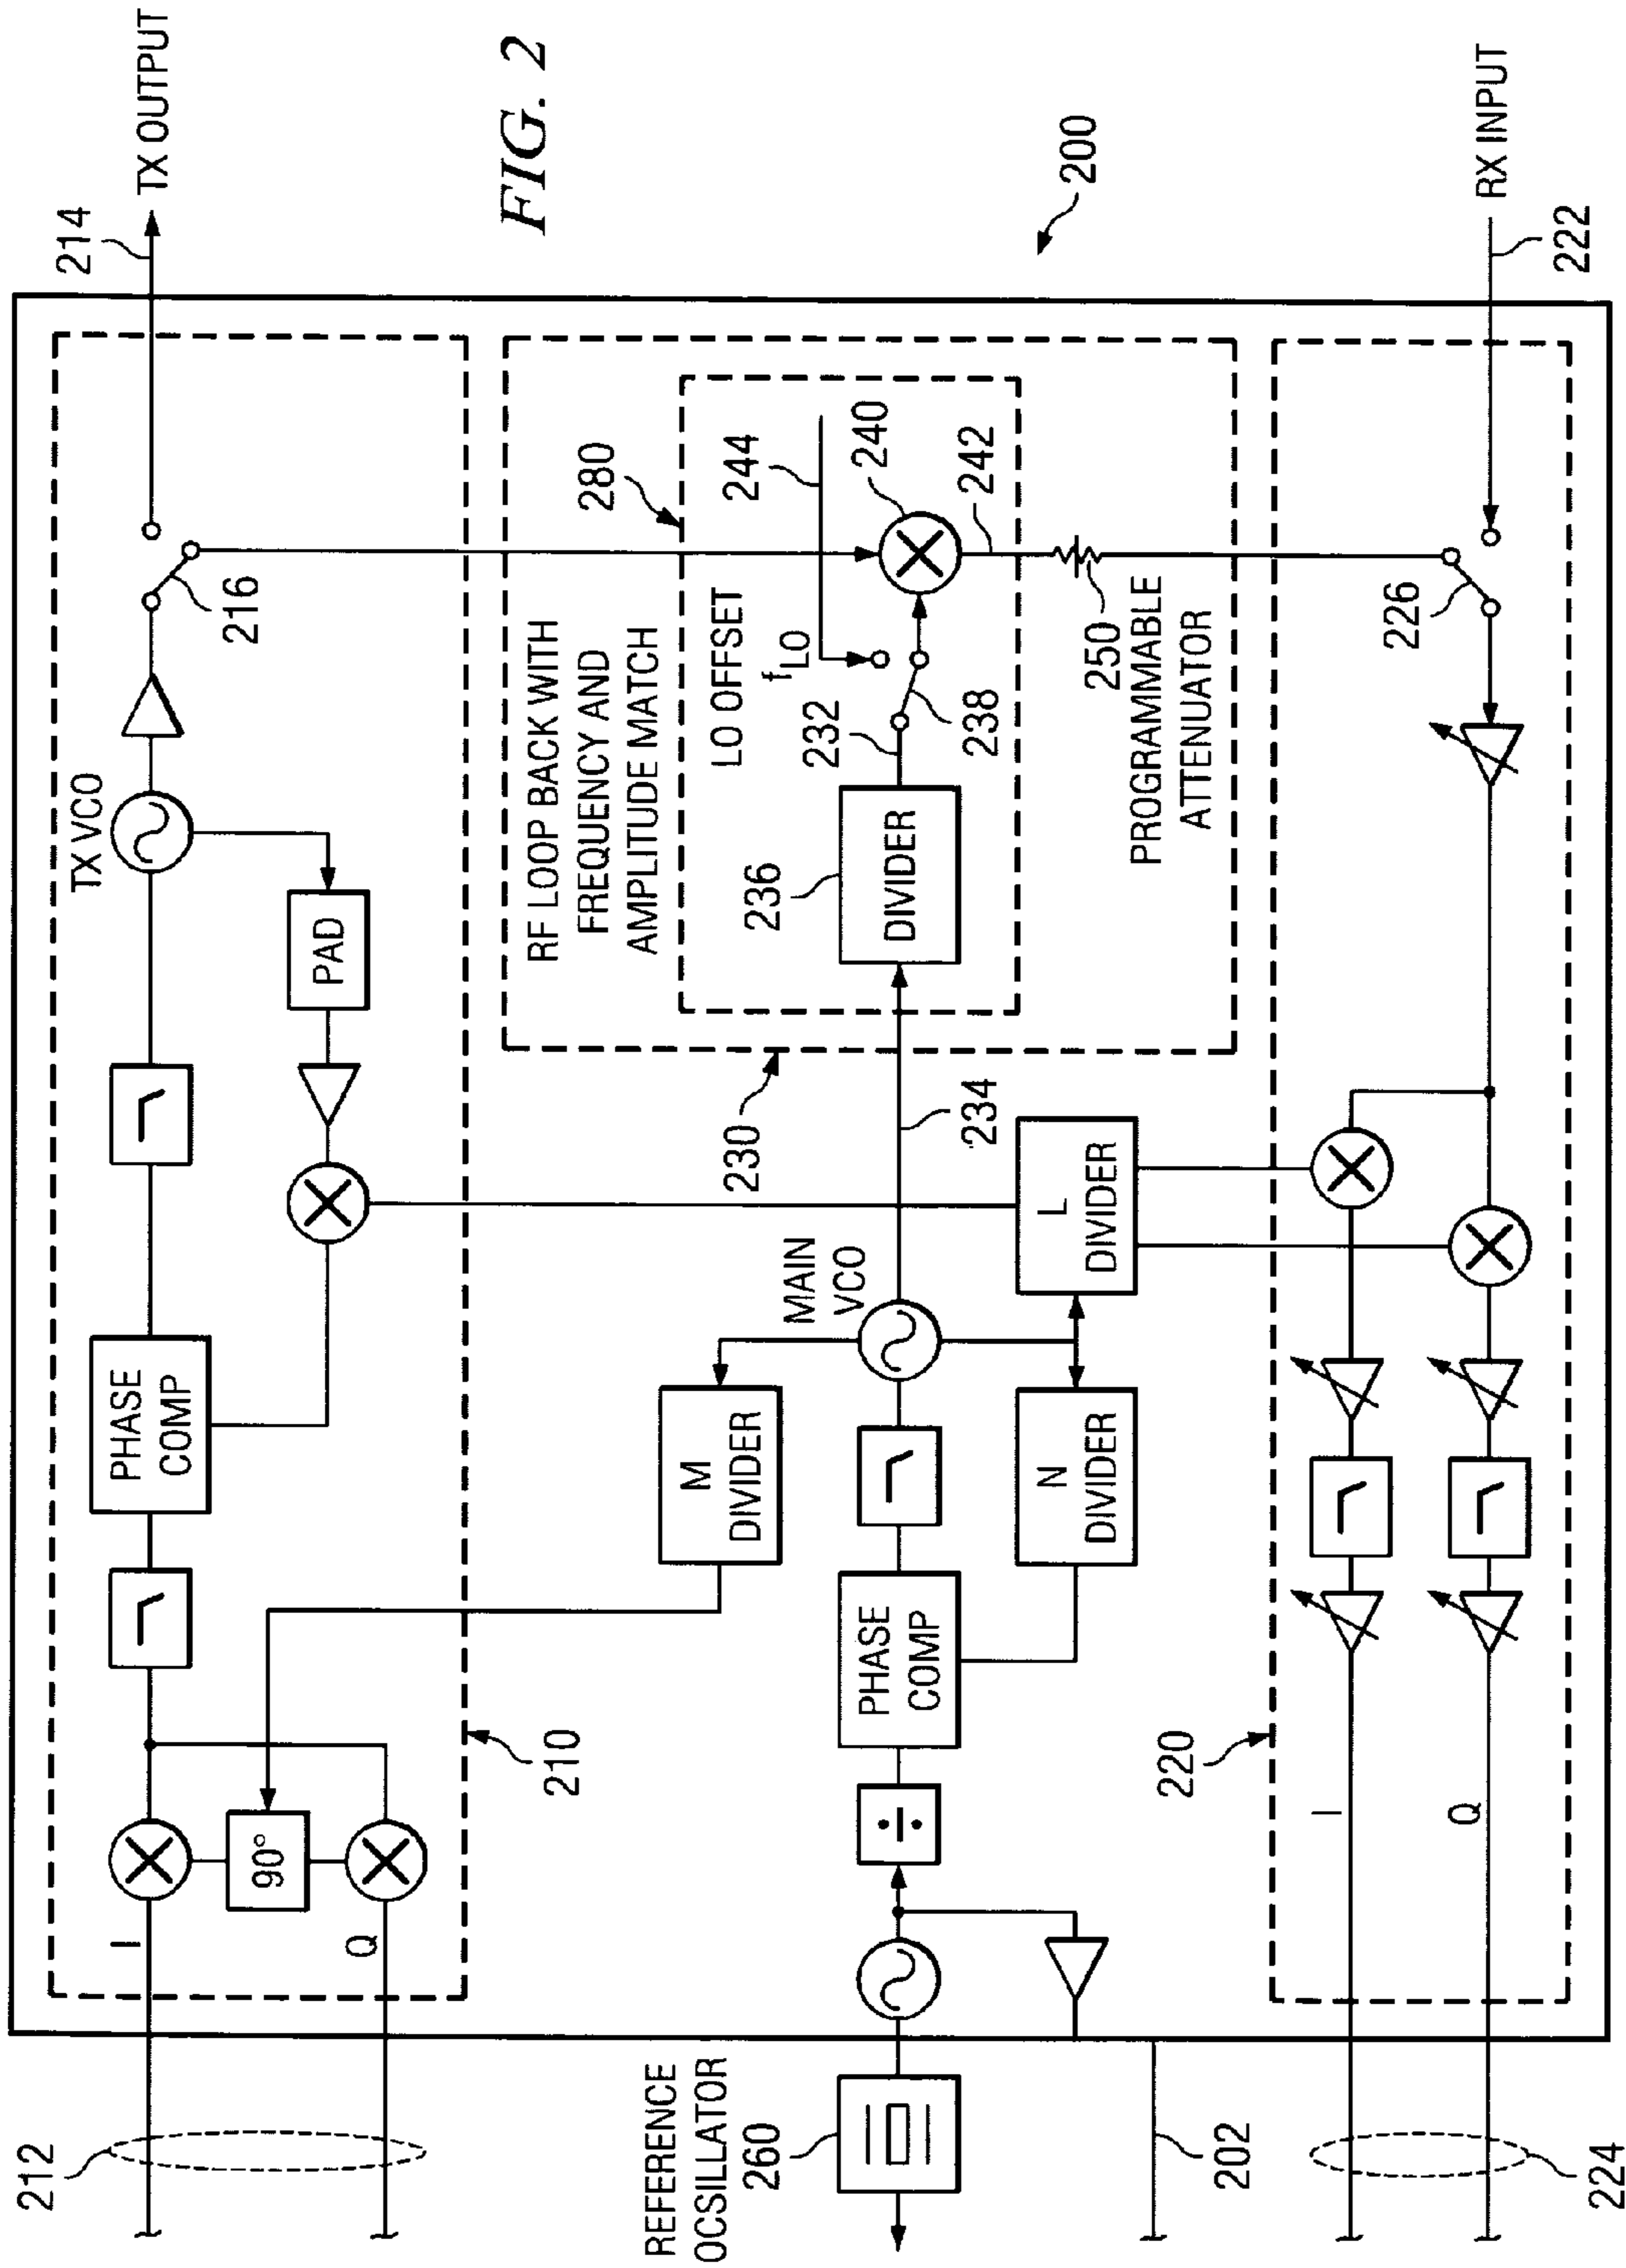 FIG. 2
200
212
I
Q
90°
210
PHASE
COMP
TX VCO
PAD
216
214
TX OUTPUT
RF LOOP BACK WITH
FREQUENCY AND
AMPLITUDE MATCH
280
230
LO OFFSET
fLO
244
240
242
232
238
236
DIVIDER
234
250
PROGRAMMABLE
ATTENUATOR
REFERENCE
OCSILLATOR
260
202
÷
PHASE
COMP
M
DIVIDER
MAIN
VCO
N
DIVIDER
L
DIVIDER
220
I
Q
224
226
222
RX INPUT